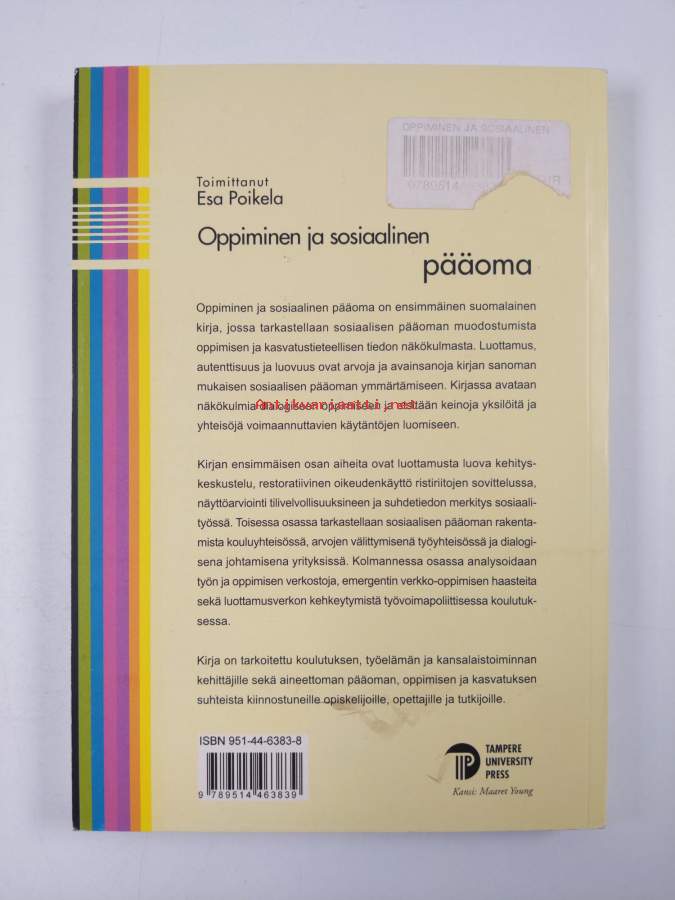 OPPIMINEN JA SOSIAALINEN
Toimittanut
Esa Poikela
Oppiminen ja sosiaalinen
pääoma
Oppiminen ja sosiaalinen pääoma on ensimmäinen suomalainen
kirja, jossa tarkastellaan sosiaalisen pääoman muodostumista
oppimisen ja kasvatustieteellisen tiedon näkökulmasta. Luottamus,
autenttisuus ja luovuus ovat arvoja ja avainsanoja kirjan sanoman
mukaisen sosiaalisen pääoman ymmärtämiseen. Kirjassa avataan
Antikvariaatti.net
näkökulmia dialogiseen oppimiseen ja etsitään keinoja yksilöitä ja
yhteisöjä voimaannuttavien käytäntöjen luomiseen.
Kirjan ensimmäisen osan aiheita ovat luottamusta luova kehitys-
keskustelu, restoratiivinen oikeudenkäyttö ristiriitojen sovittelussa,
näyttöarviointi tilivelvollisuuksineen ja suhdetiedon merkitys sosiaali-
työssä. Toisessa osassa tarkastellaan sosiaalisen pääoman rakenta-
mista kouluyhteisössä, arvojen välittymisenä työyhteisössä ja dialogi-
sena johtamisena yrityksissä. Kolmannessa osassa analysoidaan
työn ja oppimisen verkostoja, emergentin verkko-oppimisen haasteita
sekä luottamusverkon kehkeytymistä työvoimapoliittisessa koulutuk-
sessa.
Kirja on tarkoitettu koulutuksen, työelämän ja kansalaistoiminnan
kehittäjille sekä aineettoman pääoman, oppimisen ja kasvatuksen
suhteista kiinnostuneille opiskelijoille, opettajille ja tutkijoille.
ISBN 951-44-6383-8
9 789514 463839
TAMPERE
UNIVERSITY
PRESS
Kansi: Maaret Young